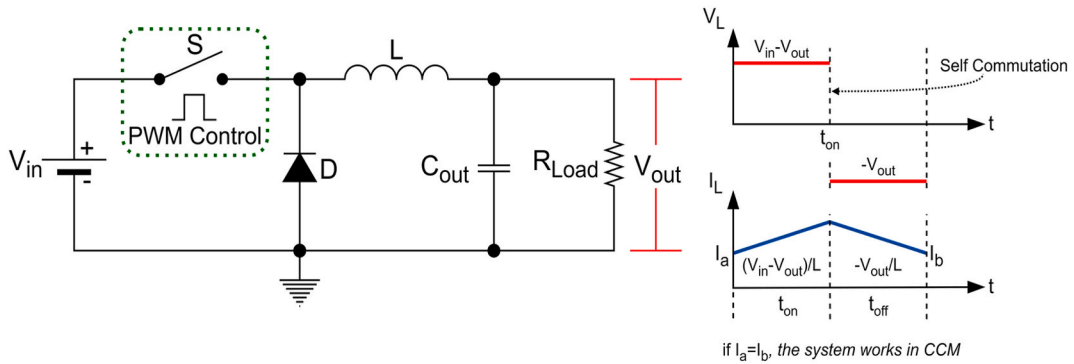 S
PWM Control
V_in
+
-
D
L
C_out
R_Load
V_out
V_L
V_in-V_out
Self Commutation
t_on
t
-V_out
I_L
I_a
(V_in-V_out)/L
-V_out/L
I_b
t
t_on
t_off
if I_a=I_b, the system works in CCM